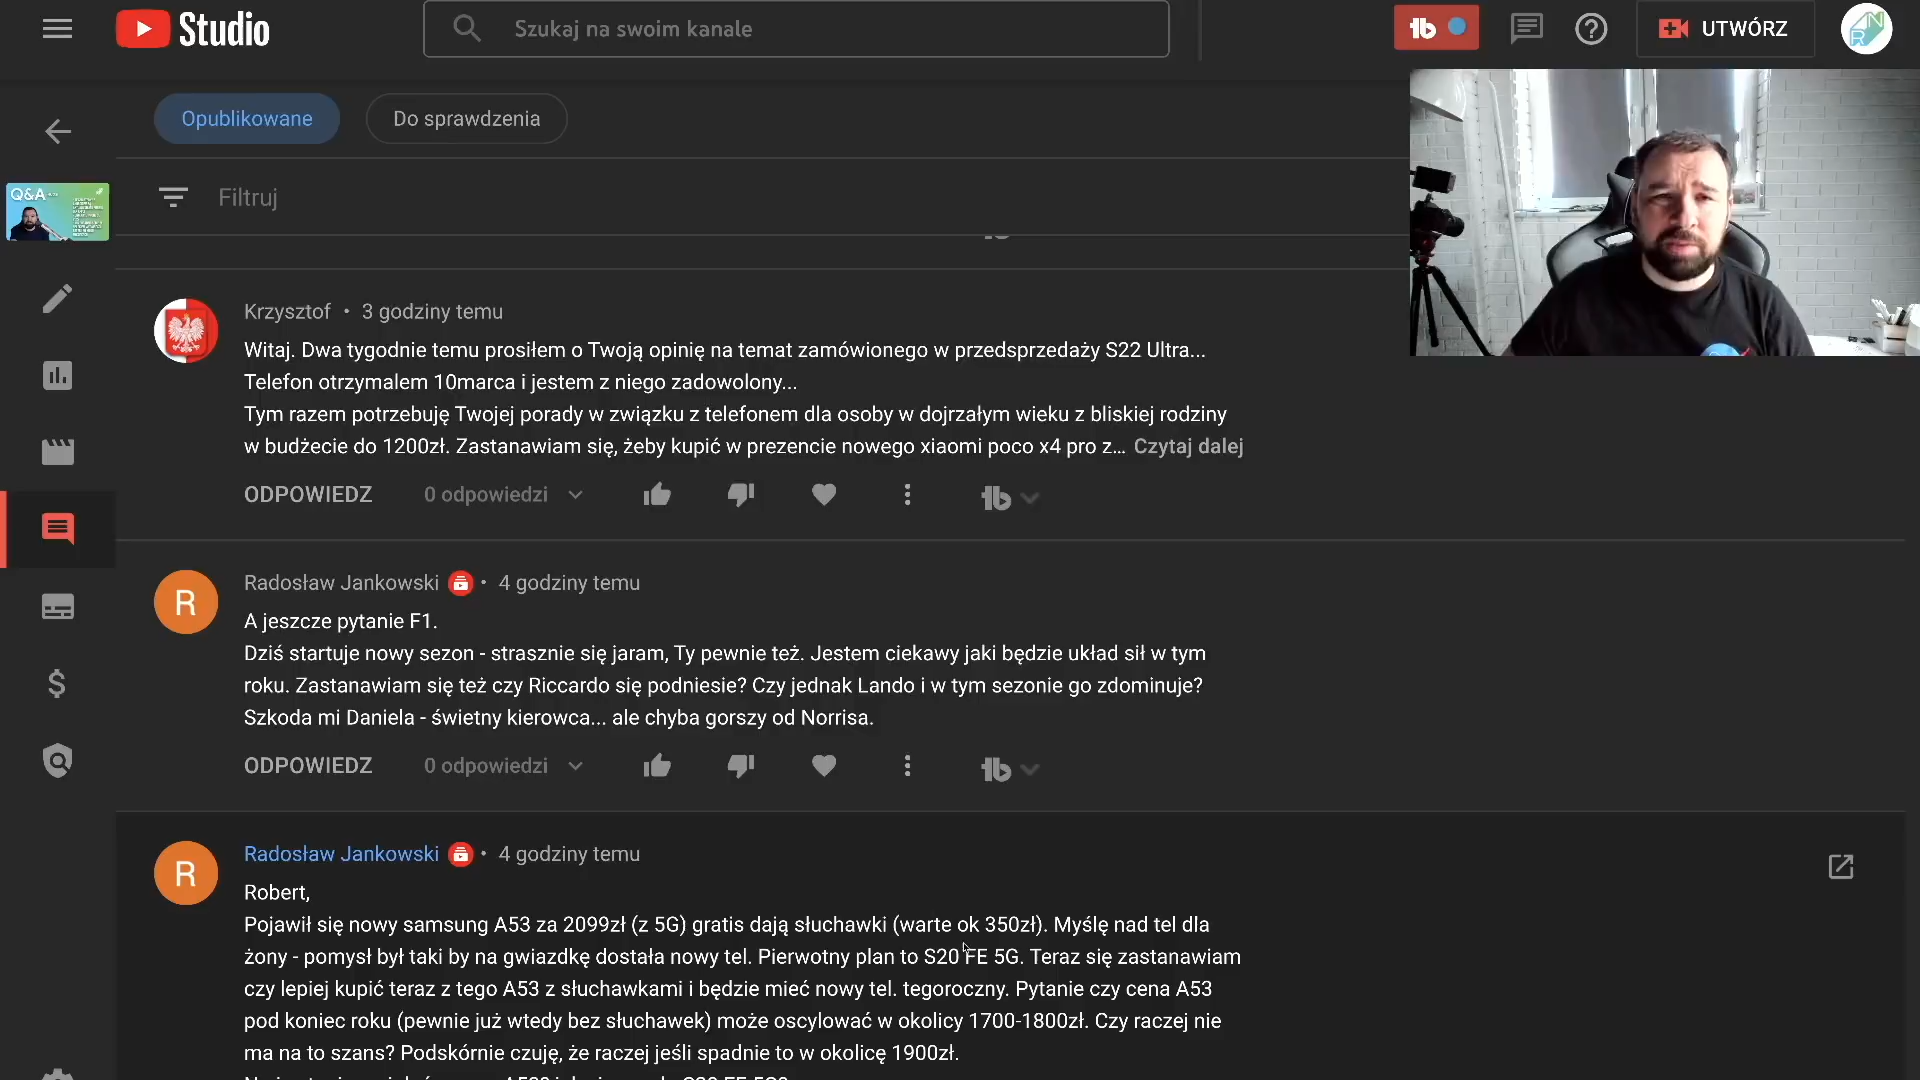 Studio
Szukaj na swoim kanale
UTWÓRZ
Opublikowane
Do sprawdzenia
Q&A
Filtruj
Krzysztof • 3 godziny temu
Witaj. Dwa tygodnie temu prosiłem o Twoją opinię na temat zamówionego w przedsprzedaży S22 Ultra...
Telefon otrzymalem 10marca i jestem z niego zadowolony...
Tym razem potrzebuję Twojej porady w związku z telefonem dla osoby w dojrzałym wieku z bliskiej rodziny
w budżecie do 1200zł. Zastanawiam się, żeby kupić w prezencie nowego xiaomi poco x4 pro z... Czytaj dalej
ODPOWIEDZ 0 odpowiedzi
R
Radosław Jankowski • 4 godziny temu
A jeszcze pytanie F1.
Dziś startuje nowy sezon - strasznie się jaram, Ty pewnie też. Jestem ciekawy jaki będzie układ sił w tym
roku. Zastanawiam się też czy Riccardo się podniesie? Czy jednak Lando i w tym sezonie go zdominuje?
Szkoda mi Daniela - świetny kierowca... ale chyba gorszy od Norrisa.
ODPOWIEDZ 0 odpowiedzi
R
Radosław Jankowski • 4 godziny temu
Robert,
Pojawił się nowy samsung A53 za 2099zł (z 5G) gratis dają słuchawki (warte ok 350zł). Myślę nad tel dla
żony - pomysł był taki by na gwiazdkę dostała nowy tel. Pierwotny plan to S20 FE 5G. Teraz się zastanawiam
czy lepiej kupić teraz z tego A53 z słuchawkami i będzie mieć nowy tel. tegoroczny. Pytanie czy cena A53
pod koniec roku (pewnie już wtedy bez słuchawek) może oscylować w okolicy 1700-1800zł. Czy raczej nie
ma na to szans? Podskórnie czuję, że raczej jeśli spadnie to w okolicę 1900zł.